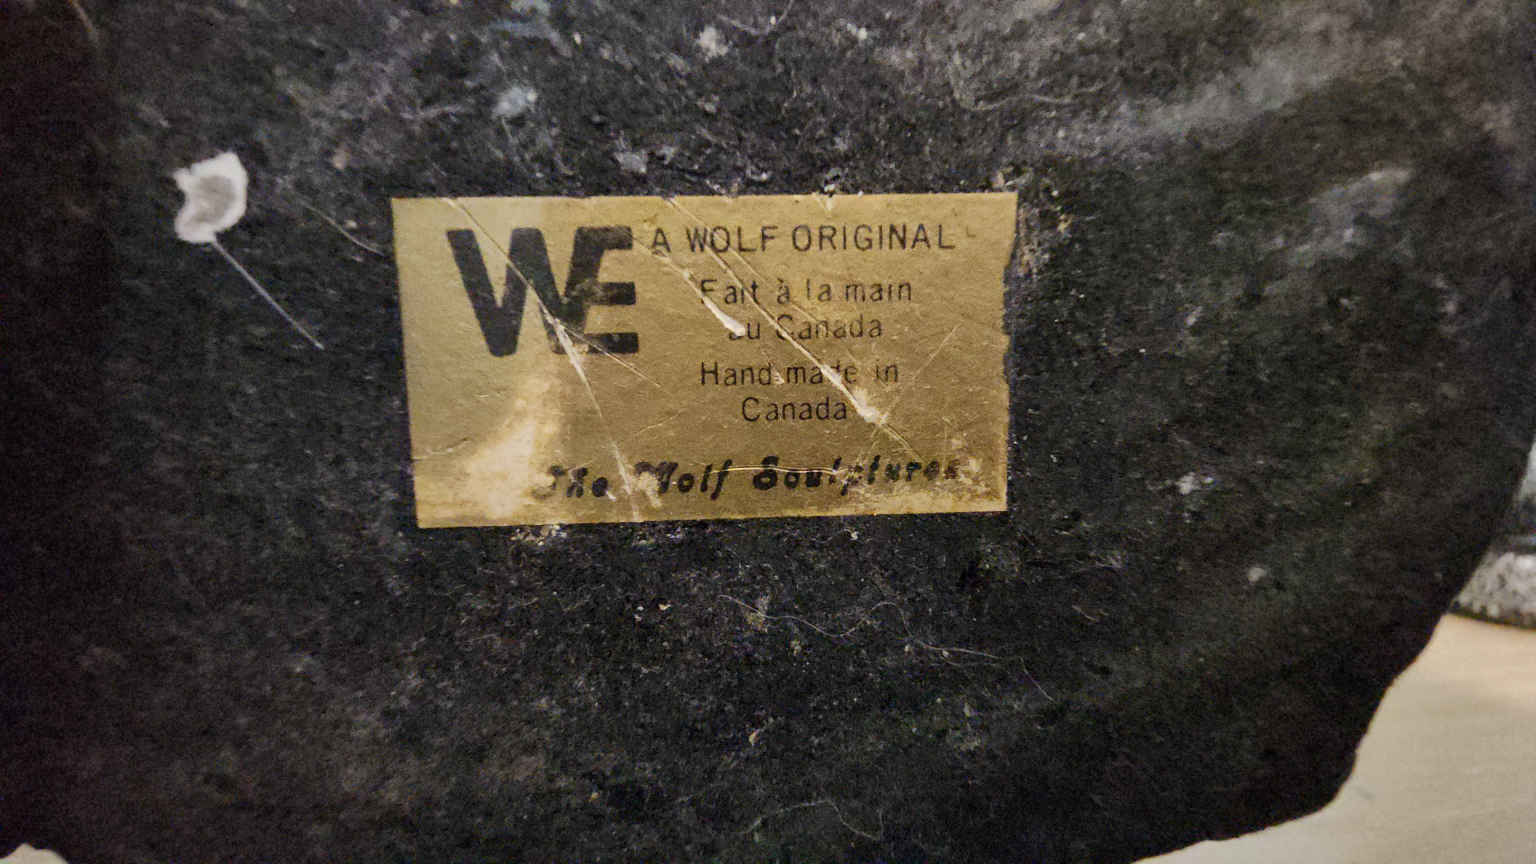 WE
A WOLF ORIGINAL
Fait à la main
au Canada
Hand made in
Canada
The Wolf Sculptures